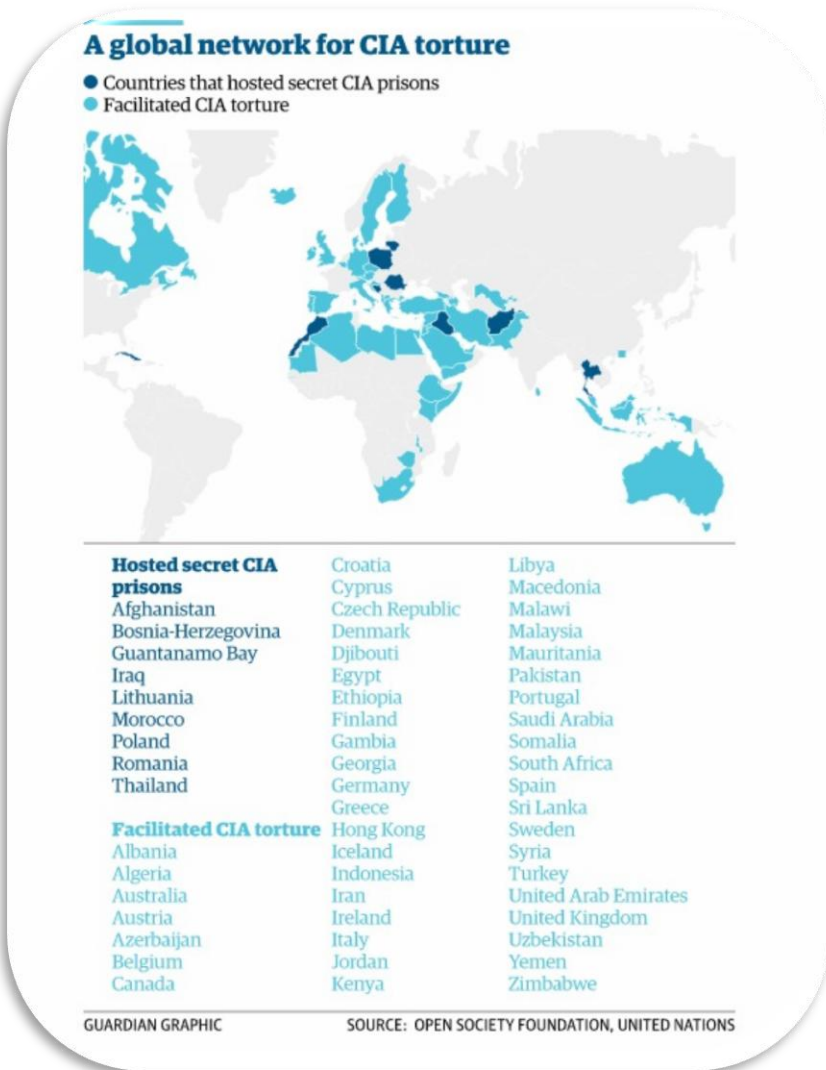 A global network for CIA torture
Countries that hosted secret CIA prisons
Facilitated CIA torture
Hosted secret CIA
prisons
Afghanistan
Bosnia-Herzegovina
Guantanamo Bay
Iraq
Lithuania
Morocco
Poland
Romania
Thailand
Facilitated CIA torture
Albania
Algeria
Australia
Austria
Azerbaijan
Belgium
Canada
Croatia
Cyprus
Czech Republic
Denmark
Djibouti
Egypt
Ethiopia
Finland
Gambia
Georgia
Germany
Greece
Hong Kong
Iceland
Indonesia
Iran
Ireland
Italy
Jordan
Kenya
Libya
Macedonia
Malawi
Malaysia
Mauritania
Pakistan
Portugal
Saudi Arabia
Somalia
South Africa
Spain
Sri Lanka
Sweden
Syria
Turkey
United Arab Emirates
United Kingdom
Uzbekistan
Yemen
Zimbabwe
GUARDIAN GRAPHIC
SOURCE: OPEN SOCIETY FOUNDATION, UNITED NATIONS